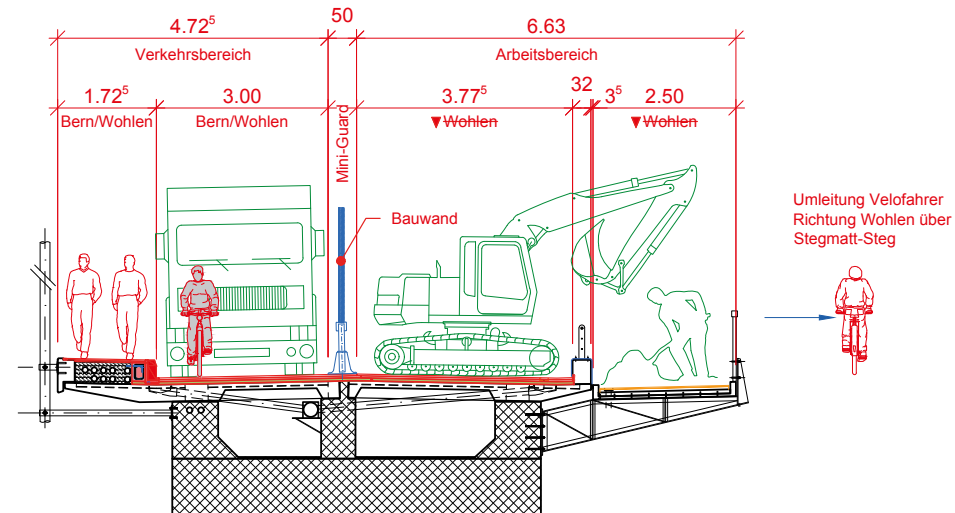 4.72⁵
50
6.63
Verkehrsbereich
Arbeitsbereich
1.72⁵
3.00
3.77⁵
32
3⁵
2.50
Bern/Wohlen
Bern/Wohlen
Mini-Guard
Wohlen
Wohlen
Bauwand
Umleitung Velofahrer
Richtung Wohlen über
Stegmatt-Steg